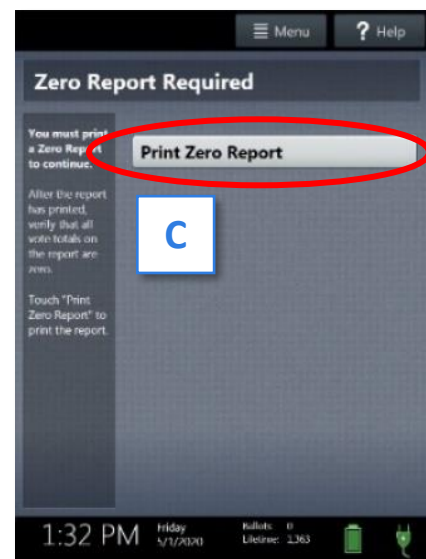 Menu
? Help
Zero Report Required
You must print
a Zero Report
to continue.
Print Zero Report
After the report
has printed,
verify that all
vote totals on
the report are
zero.
C
Touch "Print
Zero Report" to
print the report.
1:32 PM
Friday
5/1/2020
Ballots: 0
Lifetime: 1,363